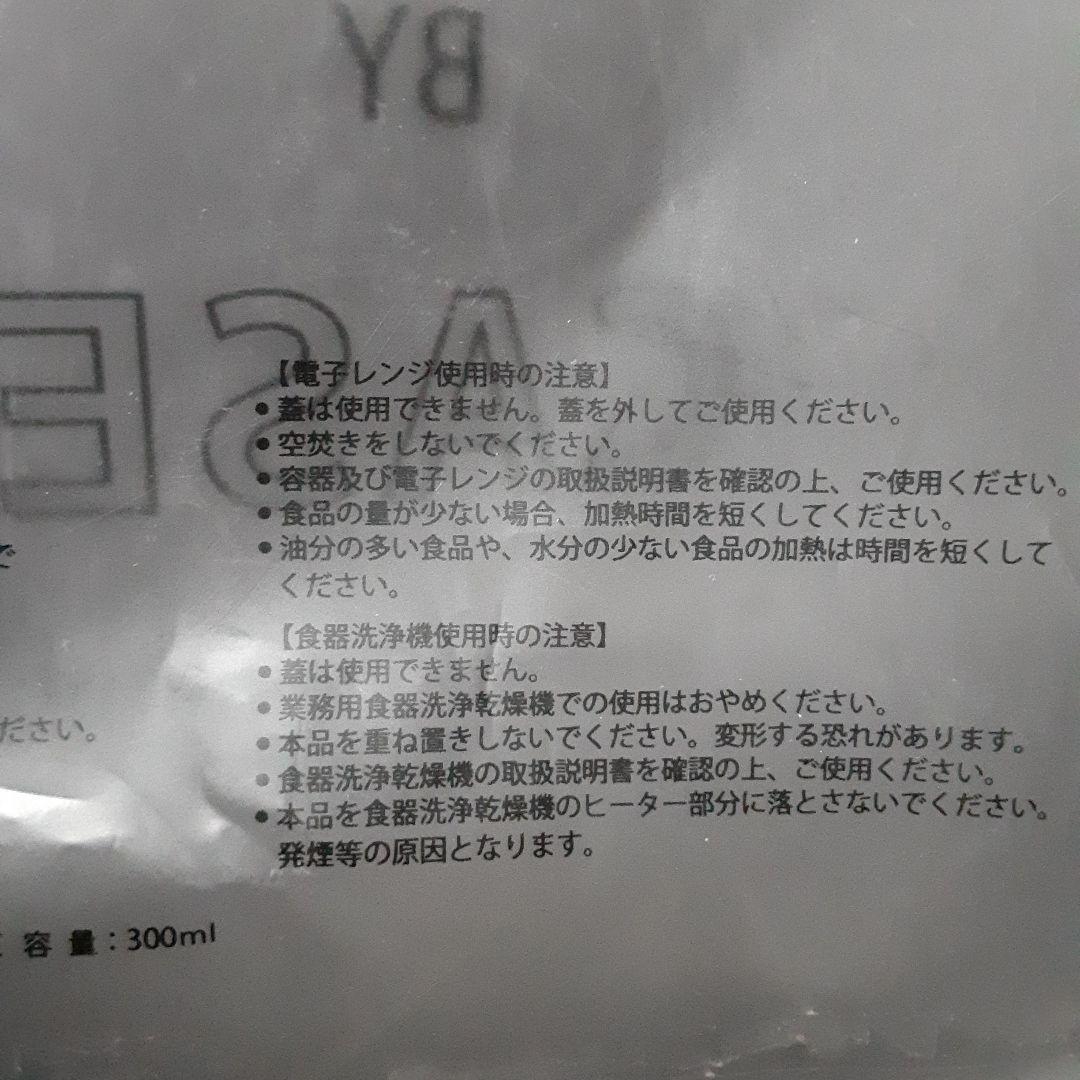 BY
ASE
【電子レンジ使用時の注意】
●蓋は使用できません。蓋を外してご使用ください。
●空焚きをしないでください。
●容器及び電子レンジの取扱説明書を確認の上、ご使用ください。
●食品の量が少ない場合、加熱時間を短くしてください。
●油分の多い食品や、水分の少ない食品の加熱は時間を短くして
ください。
で
【食器洗浄機使用時の注意】
●蓋は使用できません。
●業務用食器洗浄乾燥機での使用はおやめください。
ださい。
●本品を重ね置きしないでください。変形する恐れがあります。
●食器洗浄乾燥機の取扱説明書を確認の上、ご使用ください。
●本品を食器洗浄乾燥機のヒーター部分に落とさないでください。
発煙等の原因となります。
容量：300ml